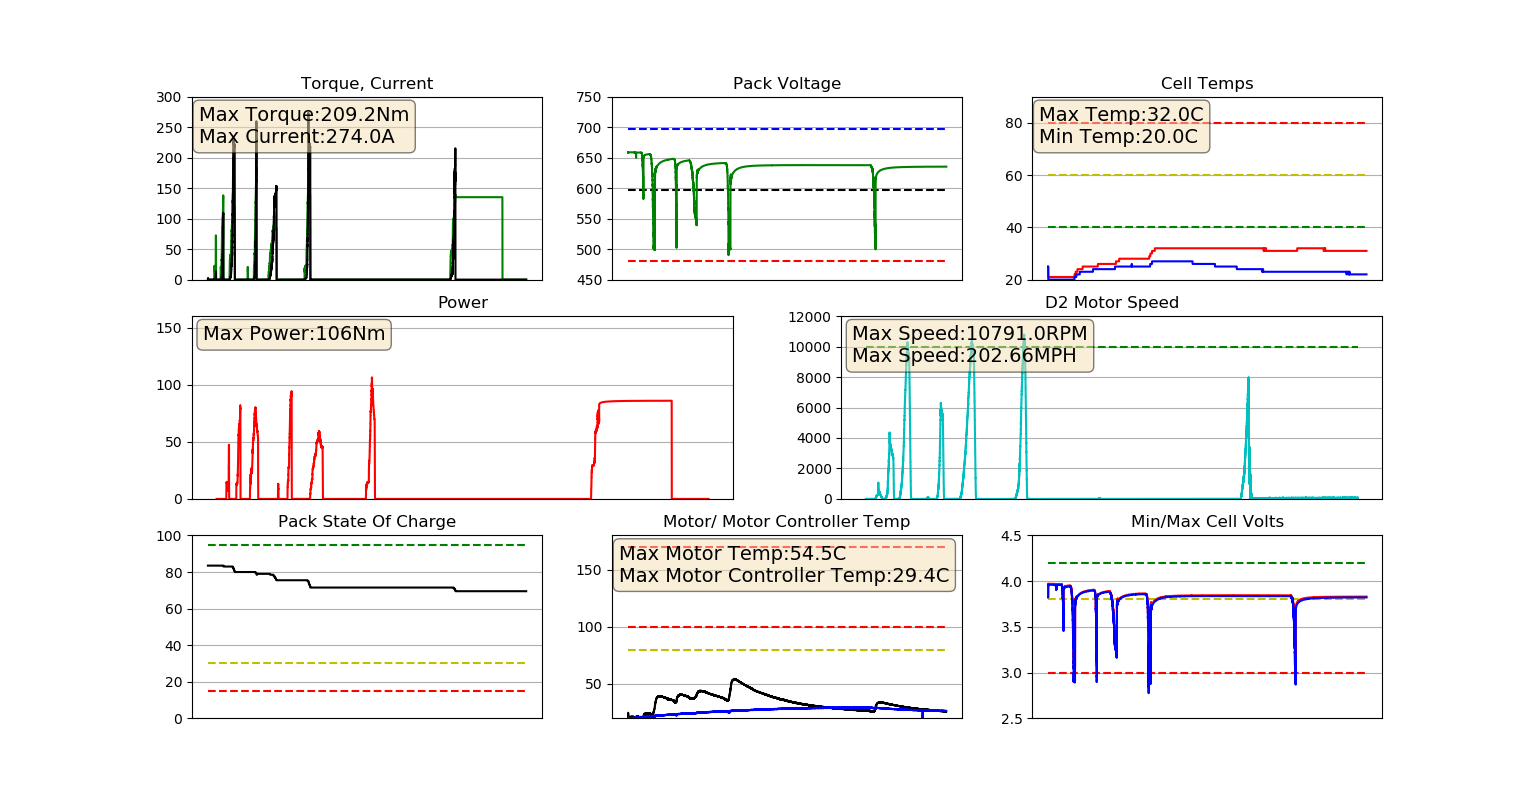 Torque, Current
Max Torque:209.2Nm
Max Current:274.0A
300
250
200
150
100
50
0
Pack Voltage
750
700
650
600
550
500
450
Cell Temps
Max Temp:32.0C
Min Temp:20.0C
80
60
40
20
Power
Max Power:106Nm
150
100
50
0
D2 Motor Speed
Max Speed:10791.0RPM
Max Speed:202.66MPH
12000
10000
8000
6000
4000
2000
0
Pack State Of Charge
100
80
60
40
20
0
Motor/ Motor Controller Temp
Max Motor Temp:54.5C
Max Motor Controller Temp:29.4C
150
100
50
Min/Max Cell Volts
4.5
4.0
3.5
3.0
2.5